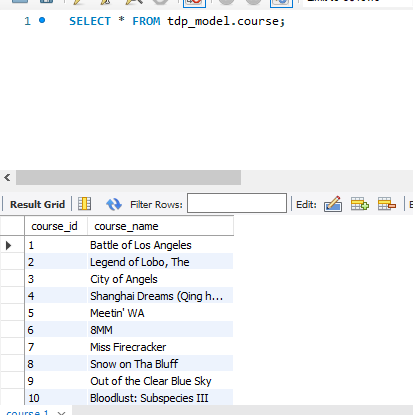 1 SELECT * FROM tdp_model.course;
Result Grid Filter Rows: Edit:
course_id course_name
1 Battle of Los Angeles
2 Legend of Lobo, The
3 City of Angels
4 Shanghai Dreams (Qing h...
5 Meetin' WA
6 8MM
7 Miss Firecracker
8 Snow on Tha Bluff
9 Out of the Clear Blue Sky
10 Bloodlust: Subspecies III
course 1